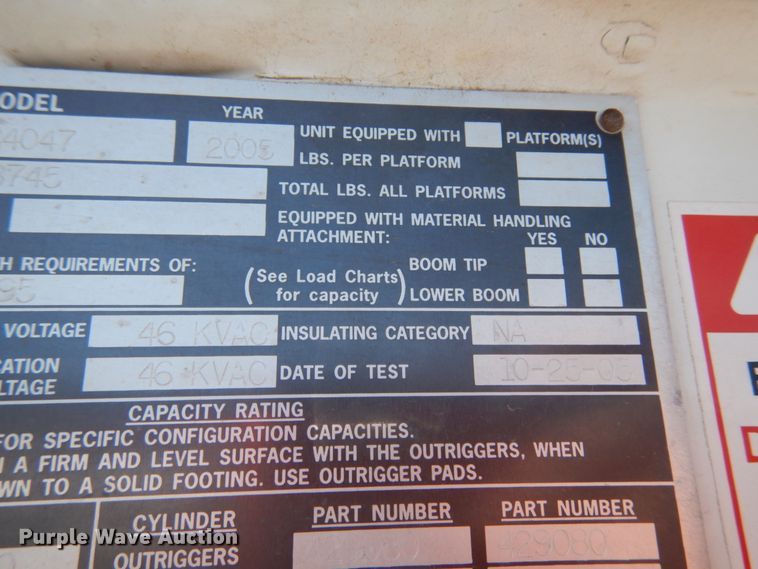 ODEL
YEAR
4047
2005
UNIT EQUIPPED WITH PLATFORM(S)
LBS. PER PLATFORM
745
TOTAL LBS. ALL PLATFORMS
EQUIPPED WITH MATERIAL HANDLING
ATTACHMENT:
YES NO
H REQUIREMENTS OF:
BOOM TIP
95
(See Load Charts
for capacity)
LOWER BOOM
VOLTAGE
46 KVAC
INSULATING CATEGORY
NA
CATION
LTAGE
46 KVAC
DATE OF TEST
10-25-05
CAPACITY RATING
FOR SPECIFIC CONFIGURATION CAPACITIES.
N A FIRM AND LEVEL SURFACE WITH THE OUTRIGGERS, WHEN
WN TO A SOLID FOOTING. USE OUTRIGGER PADS.
CYLINDER
PART NUMBER
PART NUMBER
OUTRIGGERS
429080
Purple Wave Auction